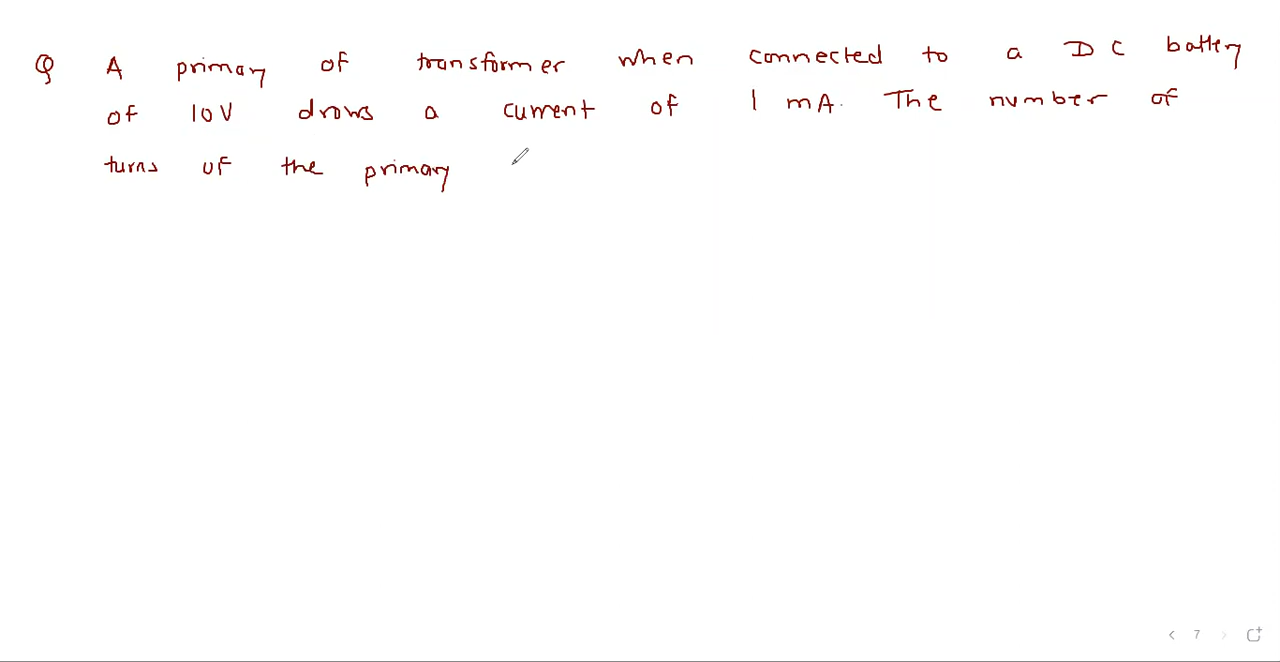 Q A primary of transformer when connected to a DC battery
of 10V draws a current of 1 mA. The number of
turns of the primary
< 7 >